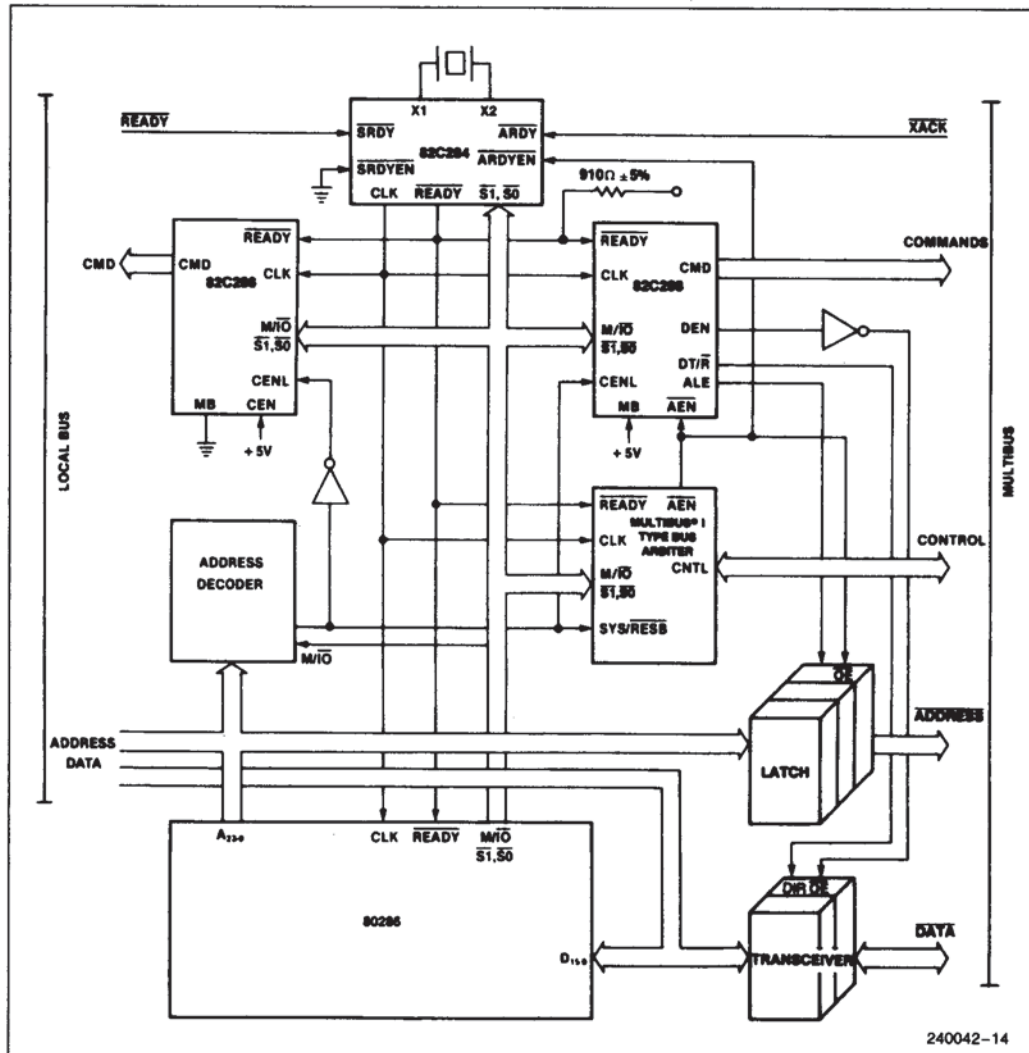 X1 X2
READY
SRDY ARDY
XACK
82C284
SRDYEN ARDYEN
910Ω ±5%
CLK READY S1, S0
READY
READY
COMMANDS
CMD
CMD
CLK
CLK
CMD
82C288
82C288
M/IO
S1,S0
M/IO
S1,S0
DEN
DT/R
CENL
CENL
ALE
MB CEN
MB AEN
+5V
+5V
LOCAL BUS
MULTIBUS
READY AEN
MULTIBUS® I
TYPE BUS
ARBITER
CLK
CONTROL
ADDRESS
DECODER
M/IO
S1,S0
CNTL
SYS/RESB
M/IO
OE
ADDRESS
ADDRESS
DATA
LATCH
A23-0 CLK READY M/IO
S1,S0
DIR OE
80286
D15-0
TRANSCEIVER
DATA
240042-14